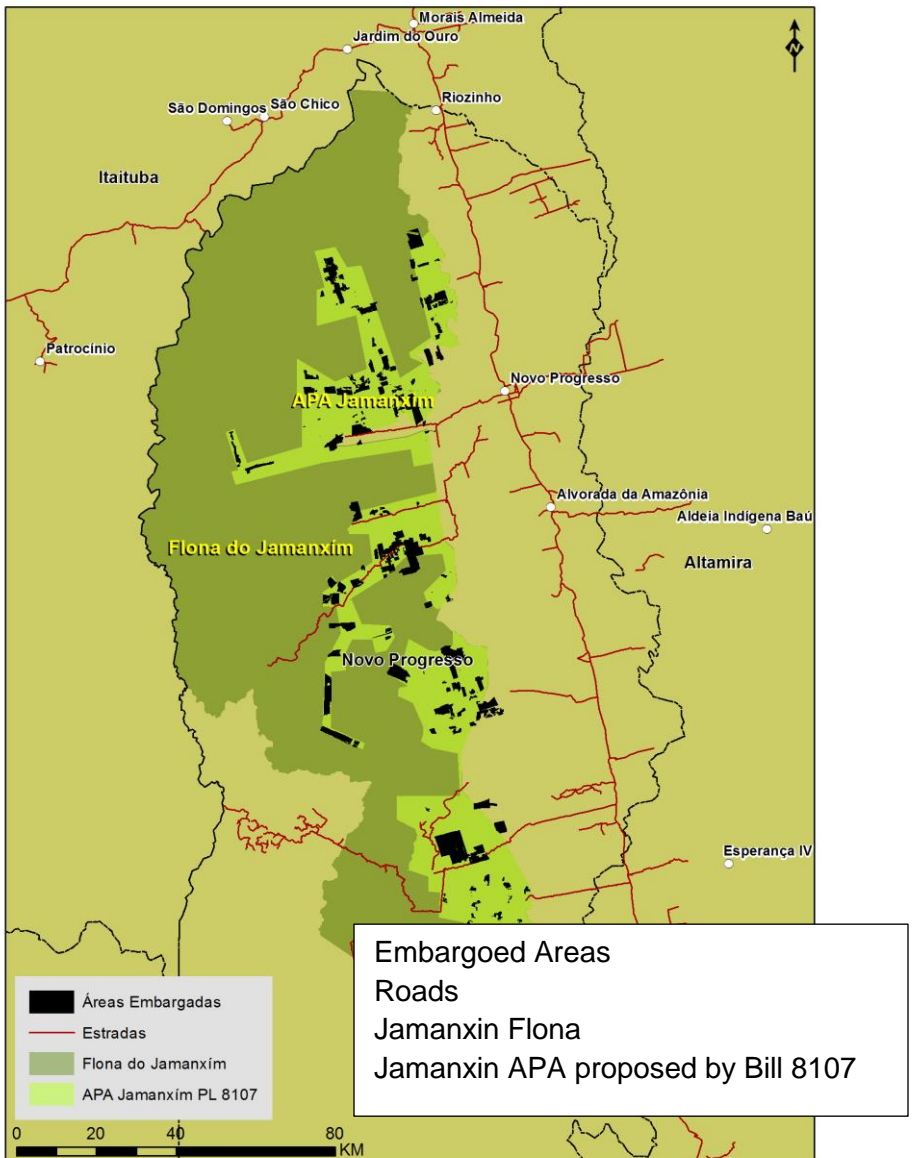 Morais Almeida
Jardim do Ouro
N
Riozinho
São Domingos
São Chico
Itaituba
Patrocínio
Novo Progresso
APA Jamanxim
Alvorada da Amazônia
Aldeia Indígena Baú
Flona do Jamanxím
Altamira
Novo Progresso
Esperança IV
Embargoed Areas
Roads
Jamanxin Flona
Jamanxin APA proposed by Bill 8107
Áreas Embargadas
Estradas
Flona do Jamanxím
APA Jamanxím PL 8107
0 20 40 80
KM